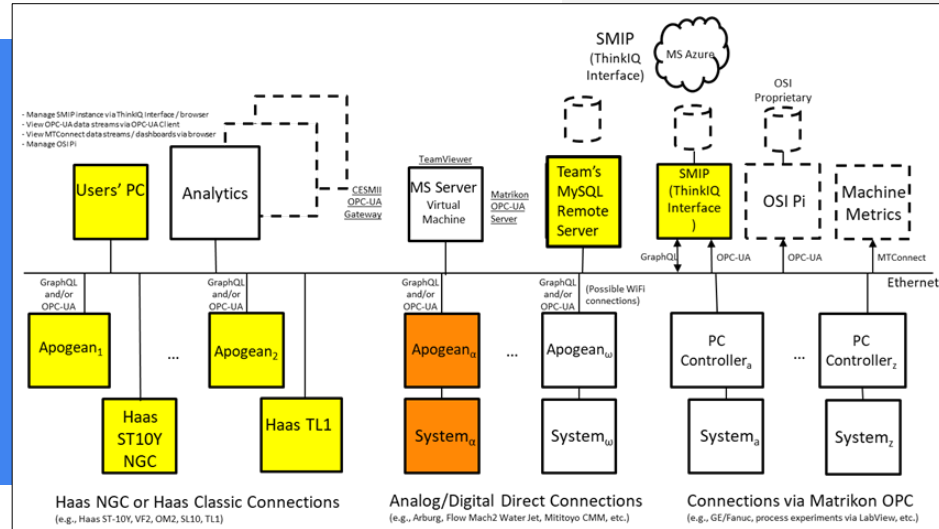 SMIP
(ThinkIQ
Interface)
MS Azure
OSI
Proprietary
- Manage SMIP instance via ThinkIQ Interface / browser
- View OPC-UA data streams via OPC-UA Client
- View MTConnect data streams / dashboards via browser
- Manage OSI Pi
Users' PC
Analytics
CESMII
OPC-UA
Gateway
TeamViewer
MS Server
Virtual
Machine
Matrikon
OPC-UA
Server
Team's
MySQL
Remote
Server
SMIP
(ThinkIQ
Interface
)
OSI Pi
Machine
Metrics
GraphQL
OPC-UA
OPC-UA
MTConnect
Ethernet
GraphQL
and/or
OPC-UA
GraphQL
and/or
OPC-UA
GraphQL
and/or
OPC-UA
GraphQL
and/or
OPC-UA
(Possible WiFi
connections)
Apogean₁
...
Apogean₂
Apogeanα
...
Apogeanω
PC
Controllerₐ
...
PC
Controller_z
Haas
ST10Y
NGC
Haas TL1
Systemα
Systemω
Systemₐ
System_z
Haas NGC or Haas Classic Connections
(e.g., Haas ST-10Y, VF2, OM2, SL10, TL1)
Analog/Digital Direct Connections
(e.g., Arburg, Flow Mach2 Water Jet, Mititoyo CMM, etc.)
Connections via Matrikon OPC
(e.g., GE/Fanuc, process experiments via LabView, etc.)